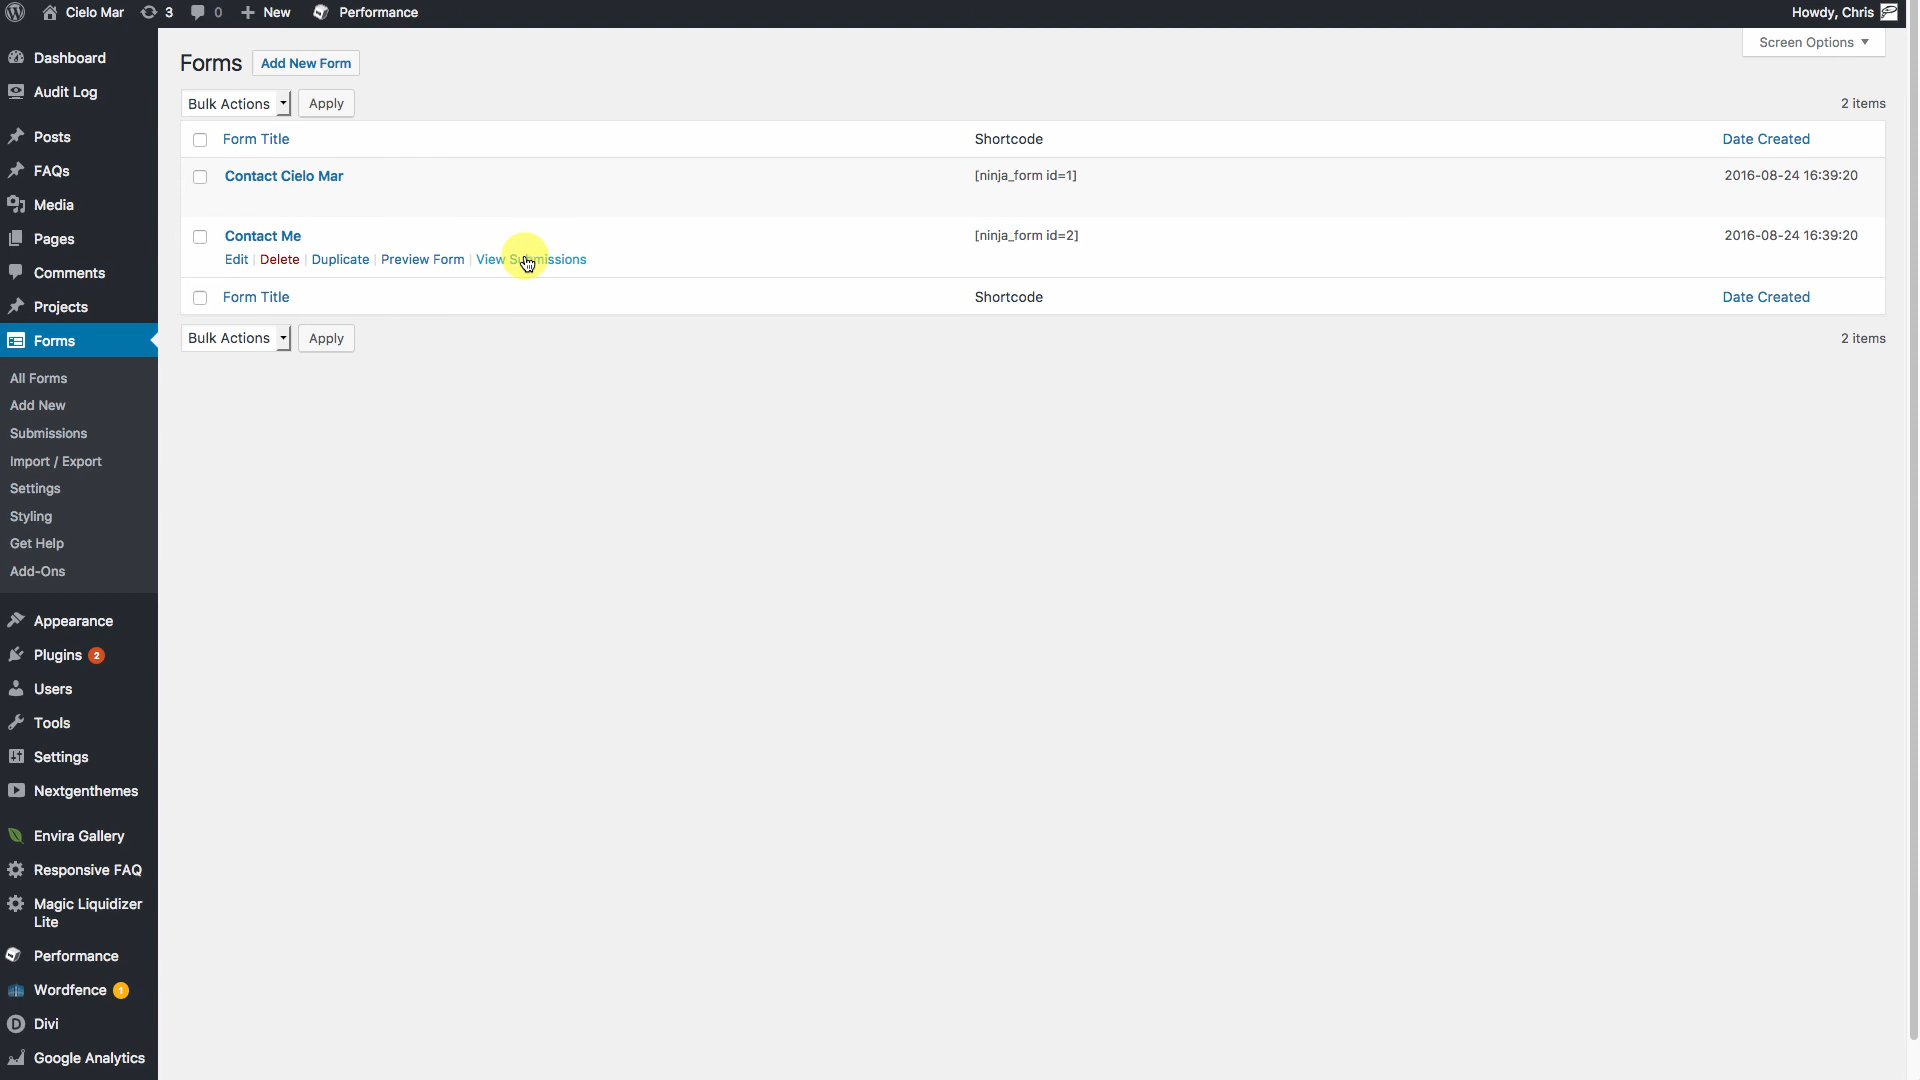 Cielo Mar 3 0 New Performance Howdy, Chris
Screen Options
Dashboard
Audit Log
Posts
FAQs
Media
Pages
Comments
Projects
Forms
All Forms
Add New
Submissions
Import / Export
Settings
Styling
Get Help
Add-Ons
Appearance
Plugins 2
Users
Tools
Settings
Nextgenthemes
Envira Gallery
Responsive FAQ
Magic Liquidizer
Lite
Performance
Wordfence 1
Divi
Google Analytics
Forms Add New Form
Bulk Actions Apply 2 items
Form Title Shortcode Date Created
Contact Cielo Mar [ninja_form id=1] 2016-08-24 16:39:20
Contact Me [ninja_form id=2] 2016-08-24 16:39:20
Edit | Delete | Duplicate | Preview Form | View Submissions
Form Title Shortcode Date Created
Bulk Actions Apply 2 items